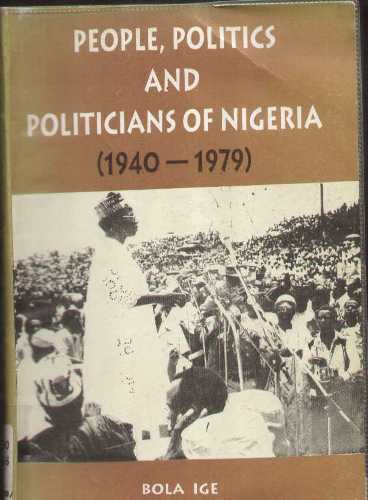 PEOPLE, POLITICS
AND
POLITICIANS OF NIGERIA
(1940 — 1979)
BOLA IGE